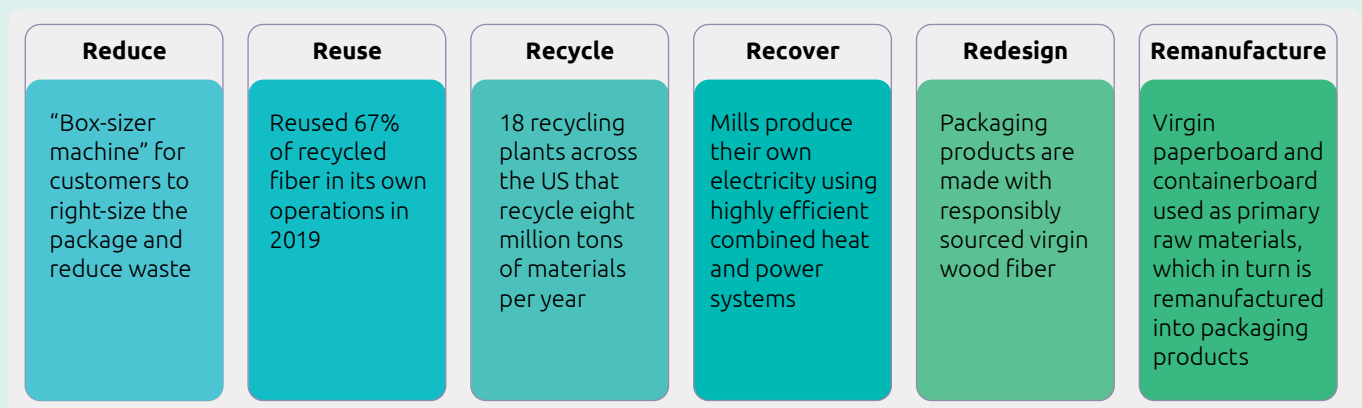 Reduce
"Box-sizer
machine” for
customers to
right-size the
package and
reduce waste
Reuse
Reused 67%
of recycled
fiber in its own
operations in
2019
Recycle
18 recycling
plants across
the US that
recycle eight
million tons
of materials
per year
Recover
Mills produce
their own
electricity using
highly efficient
combined heat
and power
systems
Redesign
Packaging
products are
made with
responsibly
sourced virgin
wood fiber
Remanufacture
Virgin
paperboard and
containerboard
used as primary
raw materials,
which in turn is
remanufactured
into packaging
products